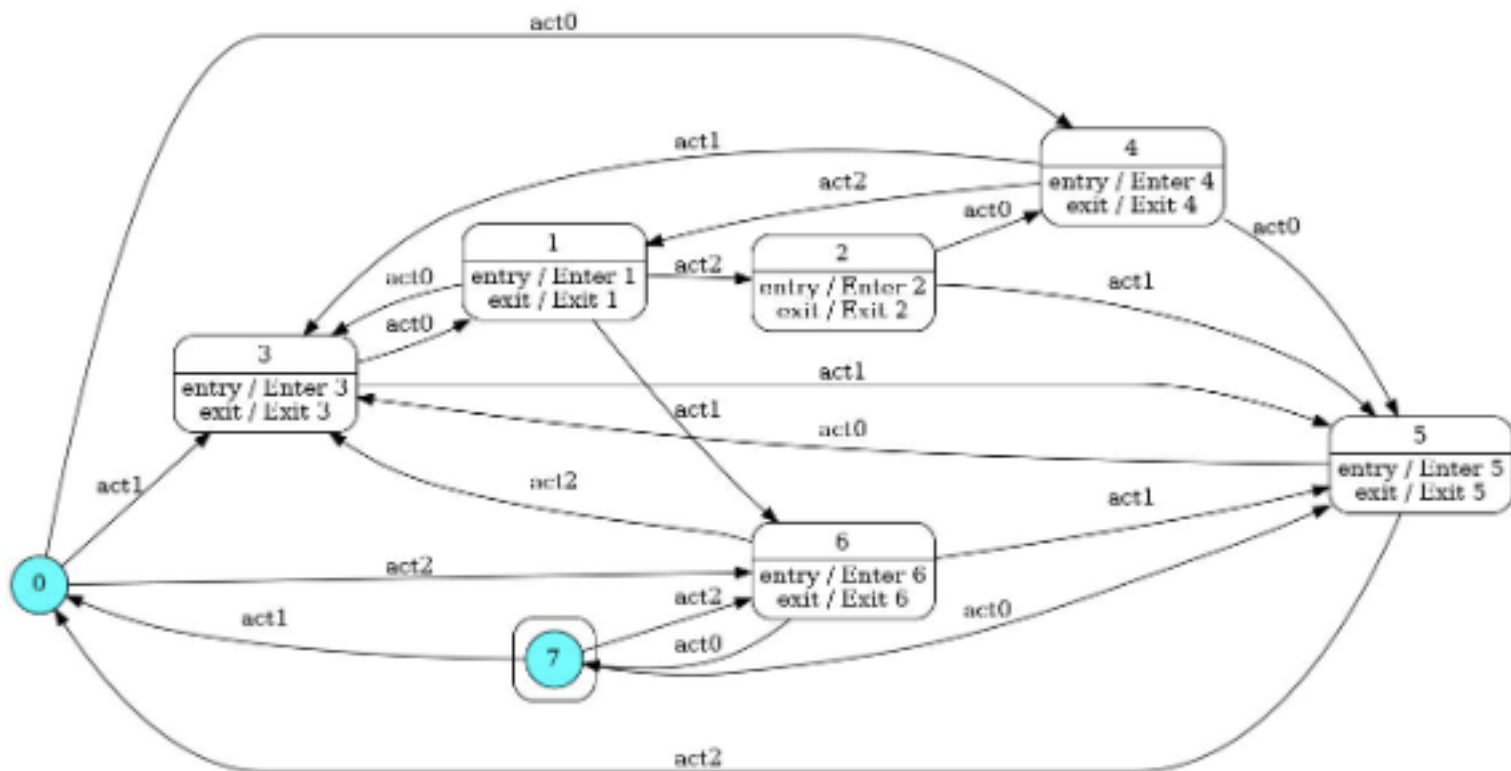 act0
4
entry / Enter 4
exit / Exit 4
act1
act2
act0
act0
1
entry / Enter 1
exit / Exit 1
act2
2
entry / Enter 2
exit / Exit 2
act1
act0
act0
3
entry / Enter 3
exit / Exit 3
act1
act1
act0
5
entry / Enter 5
exit / Exit 5
act1
act2
act1
6
entry / Enter 6
exit / Exit 6
0
act2
act2
act1
act0
act0
7
act2